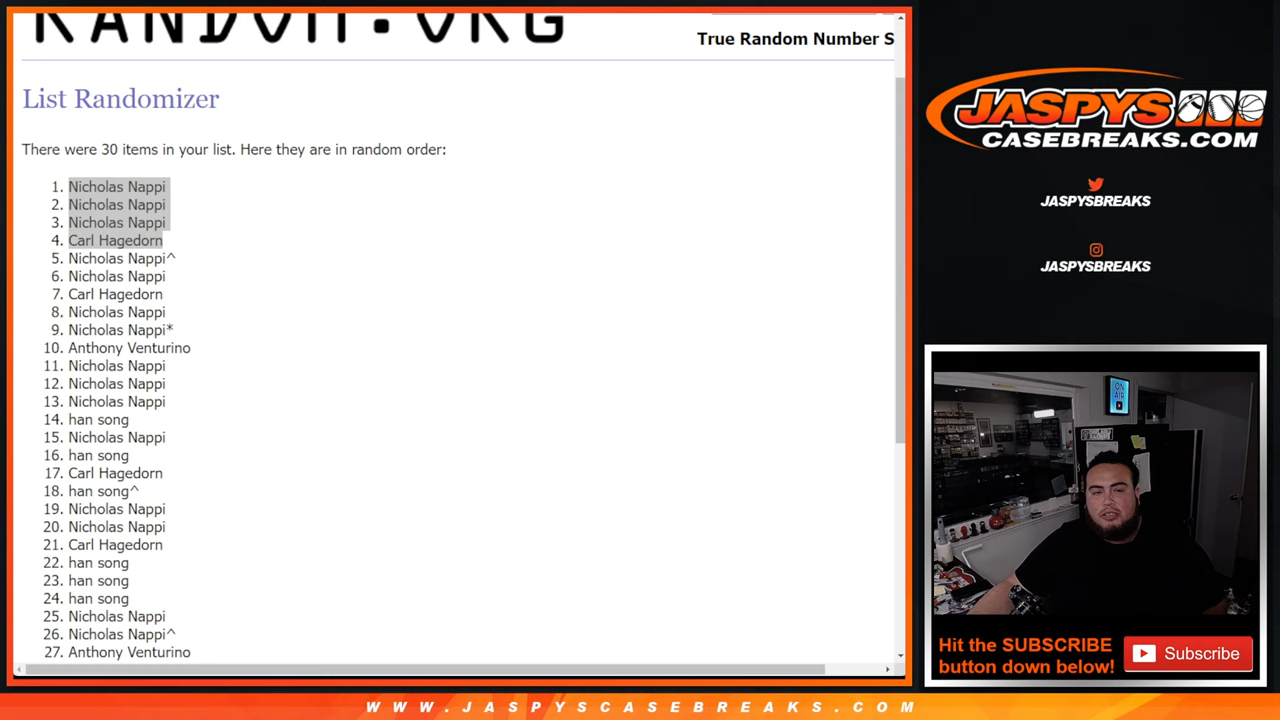 RANDOM.ORG
True Random Number S
List Randomizer
There were 30 items in your list. Here they are in random order:
1. Nicholas Nappi
2. Nicholas Nappi
3. Nicholas Nappi
4. Carl Hagedorn
5. Nicholas Nappi^
6. Nicholas Nappi
7. Carl Hagedorn
8. Nicholas Nappi
9. Nicholas Nappi*
10. Anthony Venturino
11. Nicholas Nappi
12. Nicholas Nappi
13. Nicholas Nappi
14. han song
15. Nicholas Nappi
16. han song
17. Carl Hagedorn
18. han song^
19. Nicholas Nappi
20. Nicholas Nappi
21. Carl Hagedorn
22. han song
23. han song
24. han song
25. Nicholas Nappi
26. Nicholas Nappi^
27. Anthony Venturino
JASPYS
CASEBREAKS.COM
JASPYSBREAKS
JASPYSBREAKS
ON
AIR
Hit the SUBSCRIBE
button down below!
Subscribe
WWW.JASPYSCASEBREAKS.COM